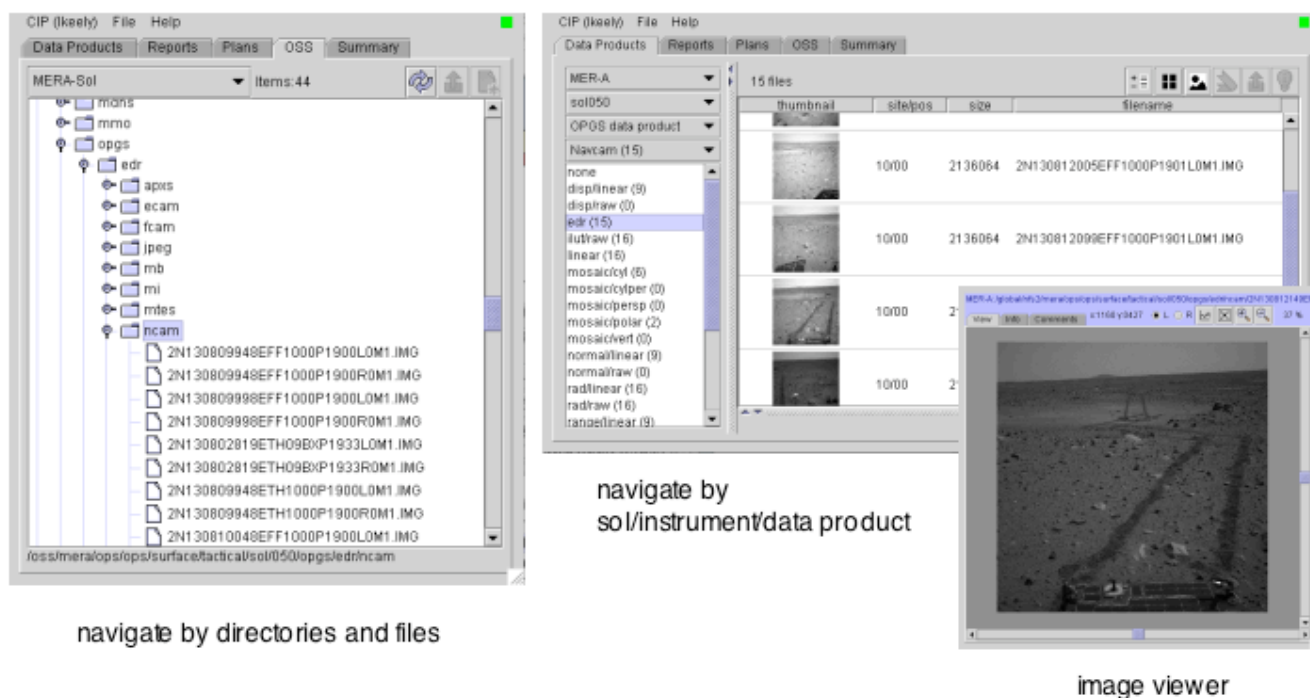 CIP (lkeely) File Help
Data Products Reports Plans OSS Summary
MERA-Sol Items:44
mdns
mmo
opgs
edr
apxs
ecam
fcam
jpeg
mb
mi
mtes
ncam
2N130809948EFF1000P1900L0M1.IMG
2N130809948EFF1000P1900R0M1.IMG
2N130809998EFF1000P1900L0M1.IMG
2N130809998EFF1000P1900R0M1.IMG
2N130802819ETH09BXP1933L0M1.IMG
2N130802819ETH09BXP1933R0M1.IMG
2N130809948ETH1000P1900L0M1.IMG
2N130809948ETH1000P1900R0M1.IMG
2N130810048EFF1000P1900L0M1.IMG
/oss/mera/ops/ops/surface/tactical/sol/050/opgs/edr/ncam
navigate by directories and files
CIP (lkeely) File Help
Data Products Reports Plans OSS Summary
MER-A
sol050
OPGS data product
Navcam (15)
none
disp/linear (9)
disp/raw (0)
edr (15)
ilut/raw (16)
linear (16)
mosaic/cyl (6)
mosaic/cylper (0)
mosaic/persp (0)
mosaic/polar (2)
mosaic/vert (0)
normal/linear (9)
normal/raw (0)
rad/linear (16)
rad/raw (16)
range/linear (9)
15 files
thumbnail site/pos size filename
10/00 2136064 2N130812005EFF1000P1901L0M1.IMG
10/00 2136064 2N130812099EFF1000P1901L0M1.IMG
10/00 2
10/00 2
navigate by
sol/instrument/data product
View Info Comments x:1168 y:3427 L R 37 %
image viewer